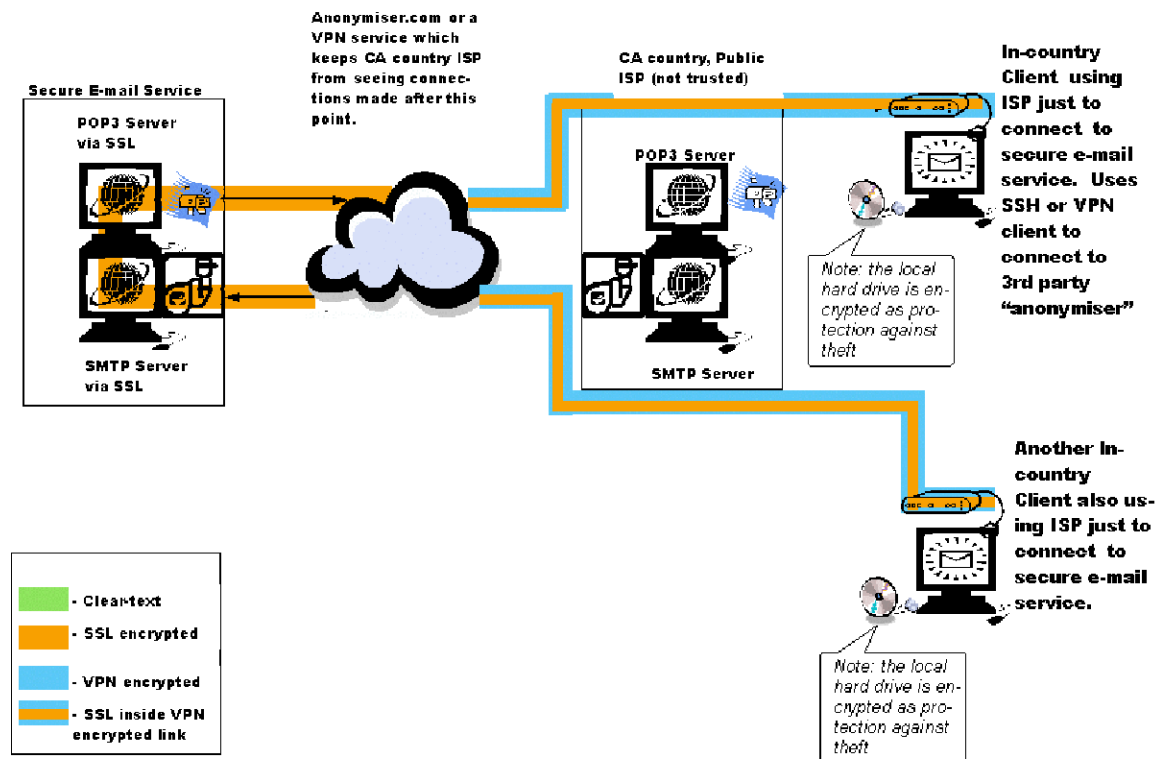 Anonymiser.com or a
VPN service which
keeps CA country ISP
from seeing connec-
tions made after this
point.
Secure E-mail Service
POP3 Server
via SSL
SMTP Server
via SSL
CA country, Public
ISP (not trusted)
POP3 Server
SMTP Server
In-country
Client using
ISP just to
connect to
secure e-mail
service. Uses
SSH or VPN
client to
connect to
3rd party
“anonymiser”
Note: the local
hard drive is en-
crypted as pro-
tection against
theft
Another In-
country
Client also us-
ing ISP just to
connect to
secure e-mail
service.
Note: the local
hard drive is en-
crypted as pro-
tection against
theft
- Clear-text
- SSL encrypted
- VPN encrypted
- SSL inside VPN
encrypted link